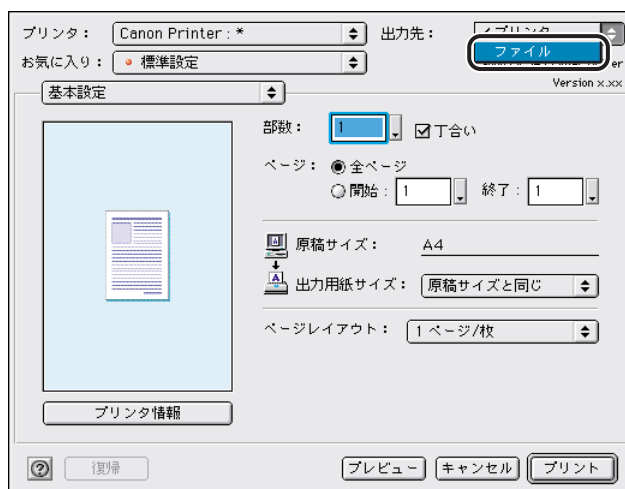 プリンタ： Canon Printer : * 出力先：
ファイル
お気に入り： 標準設定
Version x.xx
基本設定
部数： 1 丁合い
ページ： 全ページ
開始： 1 終了： 1
原稿サイズ： A4
出力用紙サイズ： 原稿サイズと同じ
ページレイアウト： 1 ページ/枚
プリンタ情報
復帰 プレビュー キャンセル プリント